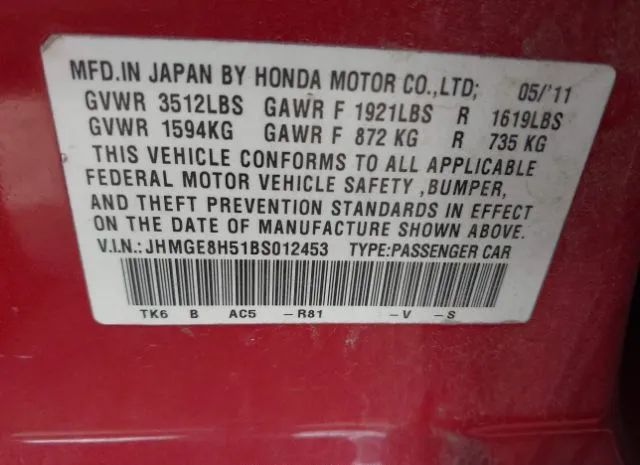 MFD.IN JAPAN BY HONDA MOTOR CO.,LTD; 05/'11
GVWR 3512LBS GAWR F 1921LBS R 1619LBS
GVWR 1594KG GAWR F 872 KG R 735 KG
THIS VEHICLE CONFORMS TO ALL APPLICABLE
FEDERAL MOTOR VEHICLE SAFETY ,BUMPER,
AND THEFT PREVENTION STANDARDS IN EFFECT
ON THE DATE OF MANUFACTURE SHOWN ABOVE.
V.I.N.: JHMGE8H51BS012453 TYPE:PASSENGER CAR
TK6 B AC5 –R81 –V –S